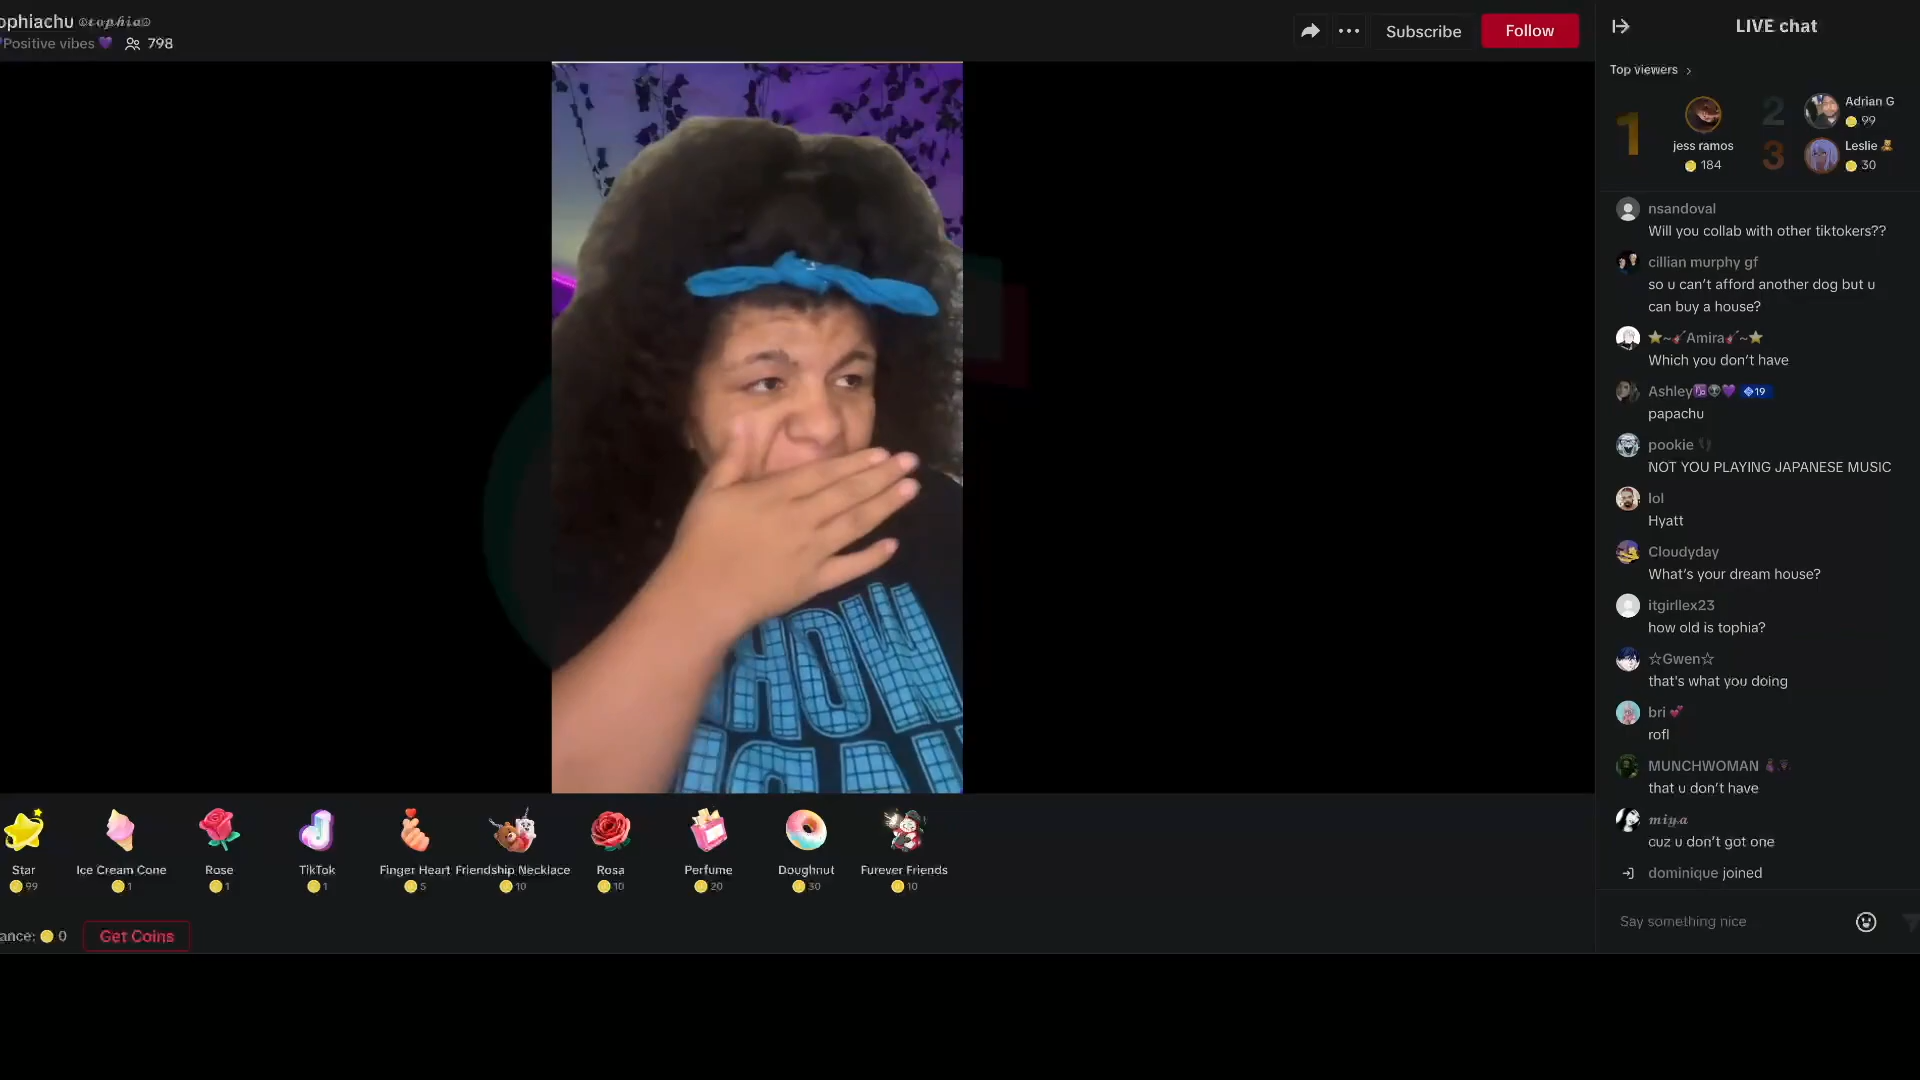 ophiachu @𝓽𝓸𝓹𝓱𝓲𝓪
Positive vibes 💜 798
Subscribe
Follow
LIVE chat
Top viewers >
1
jess ramos
184
2
Adrian G
99
3
Leslie 🧸
30
nsandoval
Will you collab with other tiktokers??
cillian murphy gf
so u can't afford another dog but u
can buy a house?
⭐~🎸Amira🎸~⭐
Which you don't have
Ashley♑👽💜 19
papachu
pookie 👣
NOT YOU PLAYING JAPANESE MUSIC
lol
Hyatt
Cloudyday
What's your dream house?
itgirllex23
how old is tophia?
☆Gwen☆
that's what you doing
bri 💕
rofl
MUNCHWOMAN
that u don't have
𝓶𝓲𝔂𝓪
cuz u don't got one
dominique joined
Say something nice
HOW
Star
99
Ice Cream Cone
1
Rose
1
TikTok
1
Finger Heart
5
Friendship Necklace
10
Rosa
10
Perfume
20
Doughnut
30
Furever Friends
10
ance: 0
Get Coins